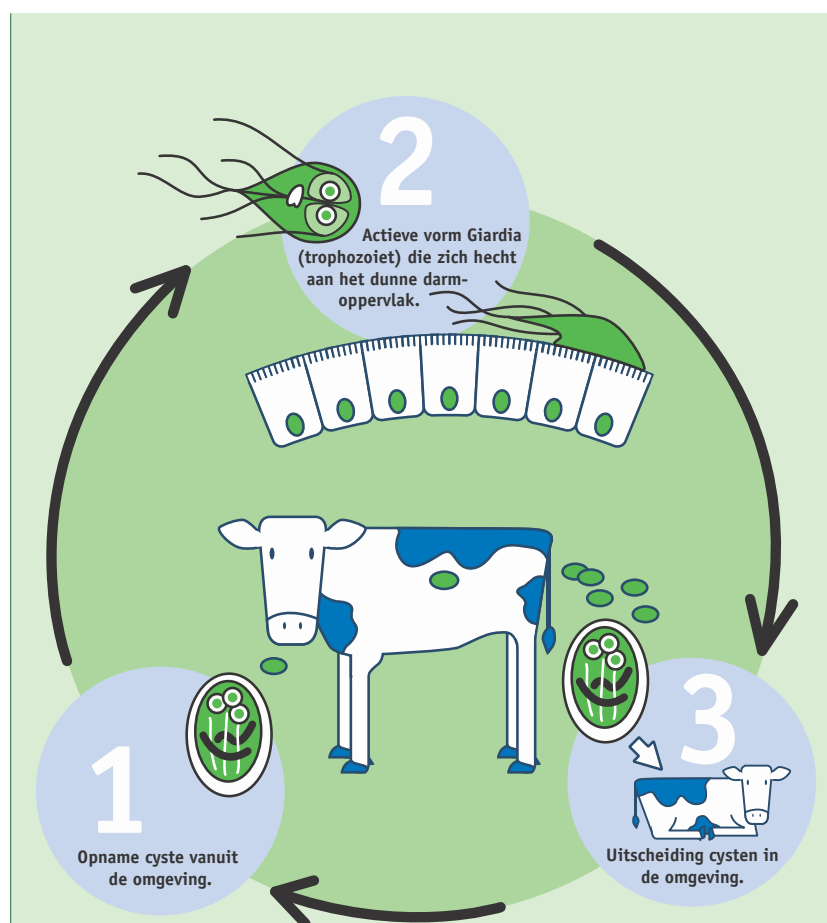 1
Opname cyste vanuit
de omgeving.
2
Actieve vorm Giardia
(trophozoiet) die zich hecht
aan het dunne darm-
oppervlak.
3
Uitscheiding cysten in
de omgeving.